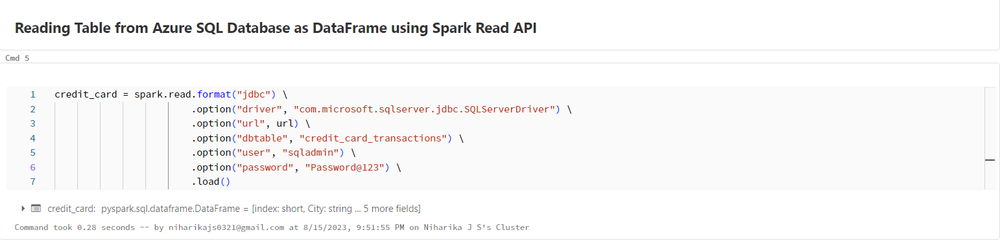 Reading Table from Azure SQL Database as DataFrame using Spark Read API
Cmd 5
1 credit_card = spark.read.format("jdbc") \
2 .option("driver", "com.microsoft.sqlserver.jdbc.SQLServerDriver") \
3 .option("url", url) \
4 .option("dbtable", "credit_card_transactions") \
5 .option("user", "sqladmin") \
6 .option("password", "Password@123") \
7 .load()
credit_card: pyspark.sql.dataframe.DataFrame = [index: short, City: string ... 5 more fields]
Command took 0.28 seconds -- by niharikajs0321@gmail.com at 8/15/2023, 9:51:55 PM on Niharika J S's Cluster